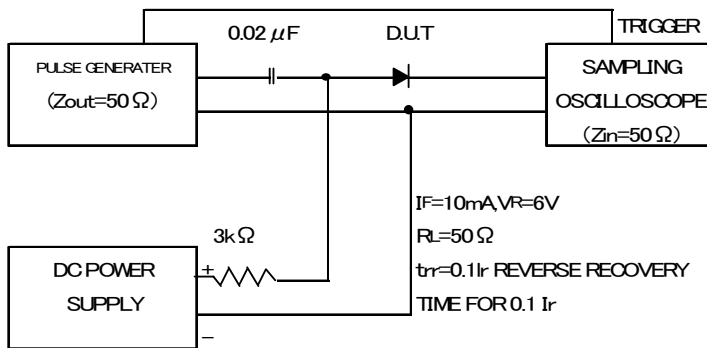 TRIGGER
0.02 μF
D.U.T
PULSE GENERATER
(Zout=50 Ω)
SAMPLING
OSCILLOSCOPE
(Zin=50 Ω)
IF=10mA,VR=6V
3kΩ
RL=50 Ω
DC POWER
SUPPLY
+
trr=0.1Ir REVERSE RECOVERY
TIME FOR 0.1 Ir
−